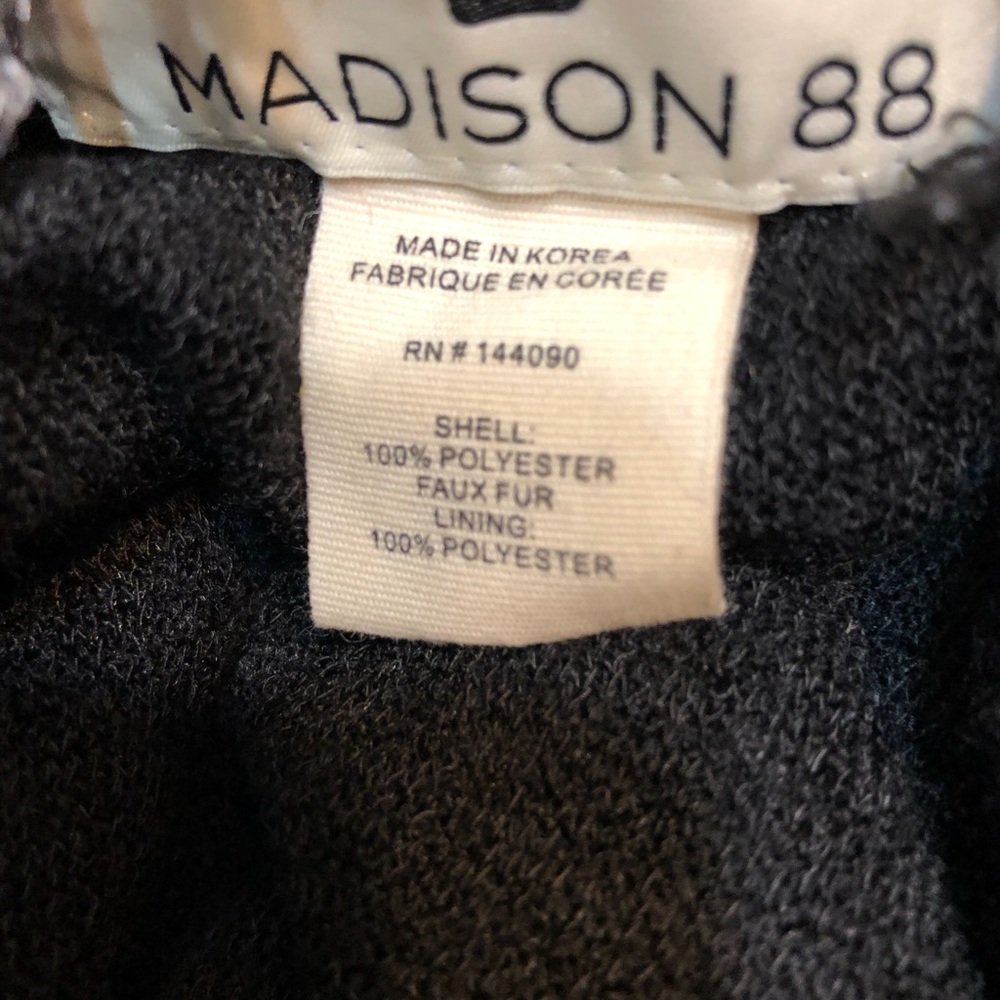 MADISON 88
MADE IN KOREA
FABRIQUE EN CORÉE
RN # 144090
SHELL:
100% POLYESTER
FAUX FUR
LINING:
100% POLYESTER